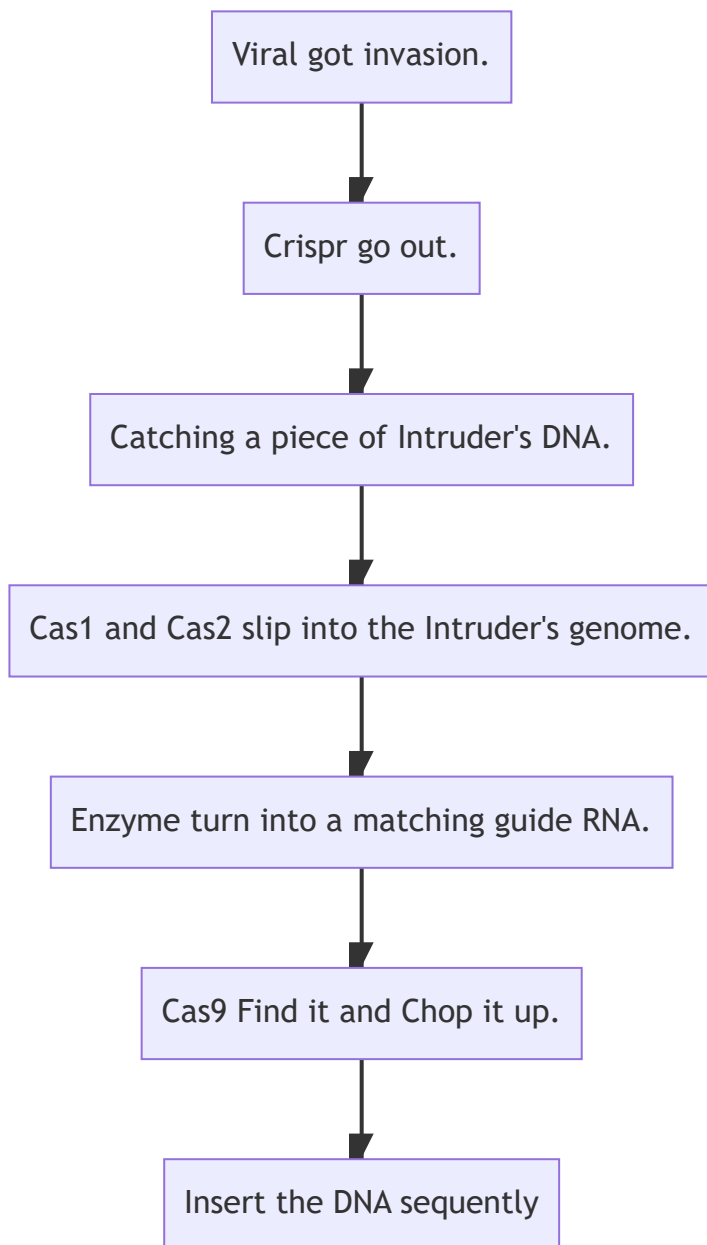 Viral got invasion.
Crispr go out.
Catching a piece of Intruder's DNA.
Cas1 and Cas2 slip into the Intruder's genome.
Enzyme turn into a matching guide RNA.
Cas9 Find it and Chop it up.
Insert the DNA sequently